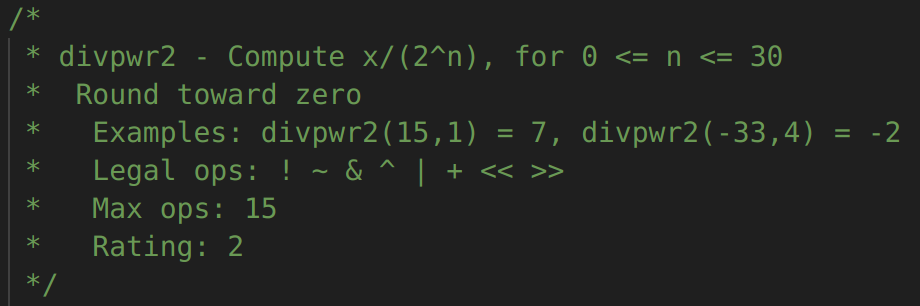 /*
 * divpwr2 - Compute x/(2^n), for 0 <= n <= 30
 *  Round toward zero
 *   Examples: divpwr2(15,1) = 7, divpwr2(-33,4) = -2
 *   Legal ops: ! ~ & ^ | + << >>
 *   Max ops: 15
 *   Rating: 2
 */